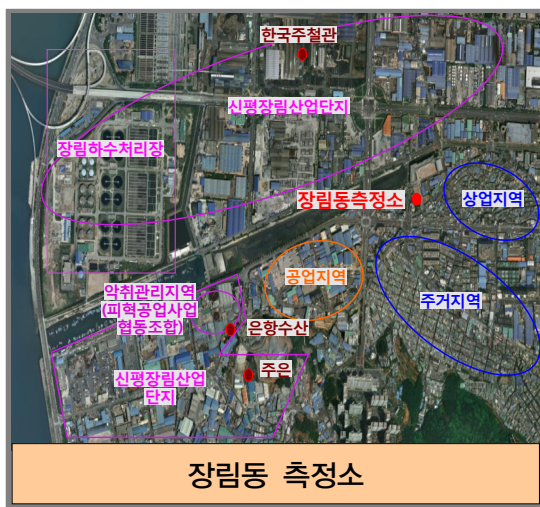 한국주철관
신평장림산업단지
장림하수처리장
장림동측정소
상업지역
공업지역
악취관리지역
(피혁공업사업
협동조합)
주거지역
은항수산
주은
신평장림산업
단지
장림동 측정소